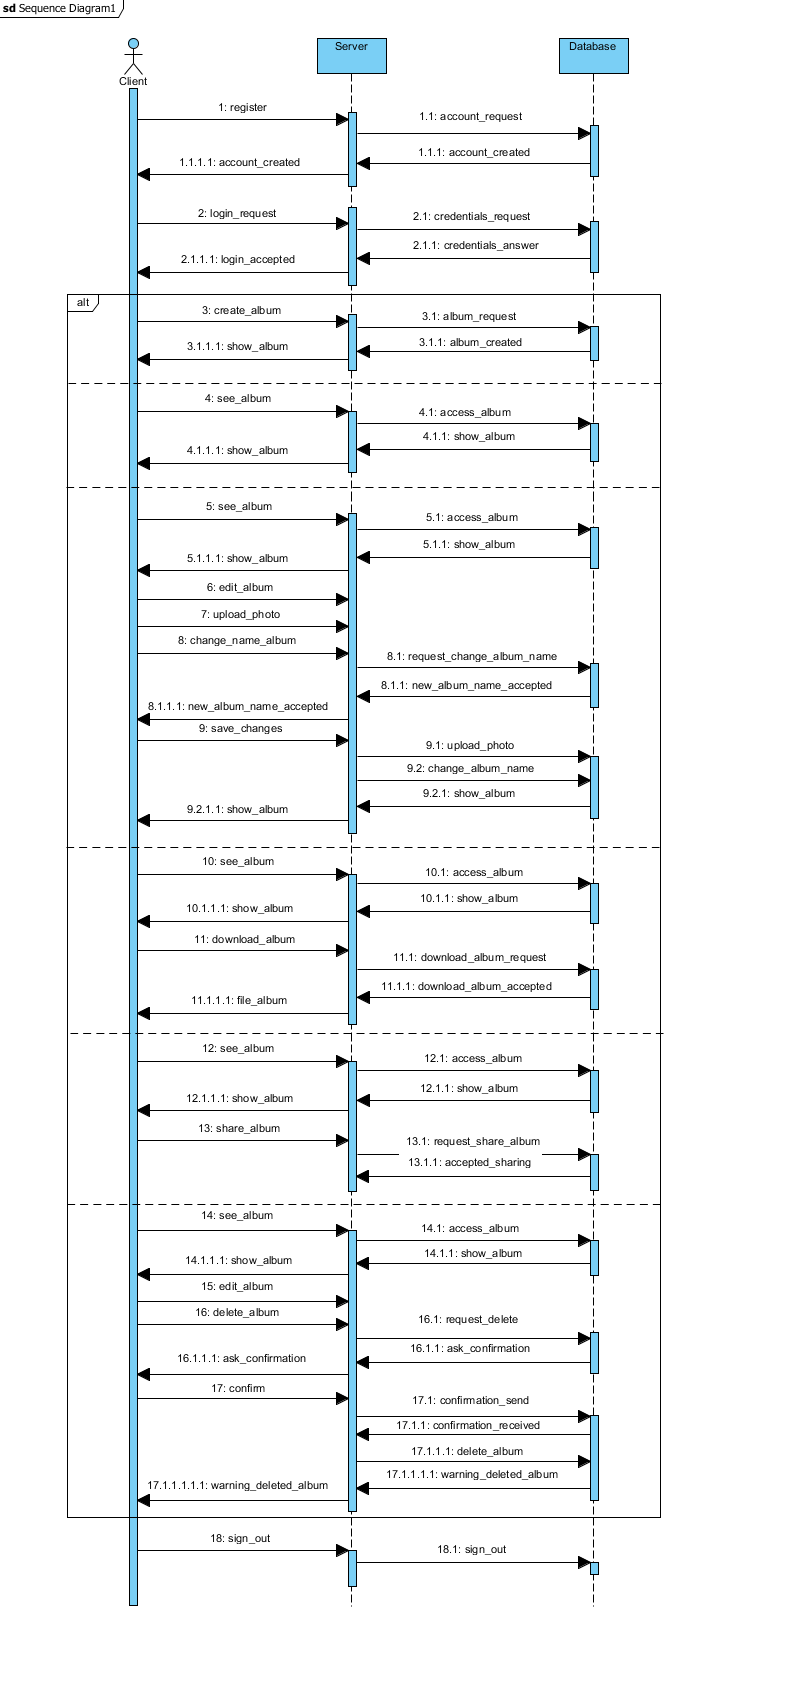 sd Sequence Diagram1
Server
Database
Client
1: register
1.1: account_request
1.1.1: account_created
1.1.1.1: account_created
2: login_request
2.1: credentials_request
2.1.1: credentials_answer
2.1.1.1: login_accepted
alt
3: create_album
3.1: album_request
3.1.1: album_created
3.1.1.1: show_album
4: see_album
4.1: access_album
4.1.1: show_album
4.1.1.1: show_album
5: see_album
5.1: access_album
5.1.1: show_album
5.1.1.1: show_album
6: edit_album
7: upload_photo
8: change_name_album
8.1: request_change_album_name
8.1.1: new_album_name_accepted
8.1.1.1: new_album_name_accepted
9: save_changes
9.1: upload_photo
9.2: change_album_name
9.2.1: show_album
9.2.1.1: show_album
10: see_album
10.1: access_album
10.1.1: show_album
10.1.1.1: show_album
11: download_album
11.1: download_album_request
11.1.1: download_album_accepted
11.1.1.1: file_album
12: see_album
12.1: access_album
12.1.1: show_album
12.1.1.1: show_album
13: share_album
13.1: request_share_album
13.1.1: accepted_sharing
14: see_album
14.1: access_album
14.1.1: show_album
14.1.1.1: show_album
15: edit_album
16: delete_album
16.1: request_delete
16.1.1: ask_confirmation
16.1.1.1: ask_confirmation
17: confirm
17.1: confirmation_send
17.1.1: confirmation_received
17.1.1.1: delete_album
17.1.1.1.1: warning_deleted_album
17.1.1.1.1.1: warning_deleted_album
18: sign_out
18.1: sign_out